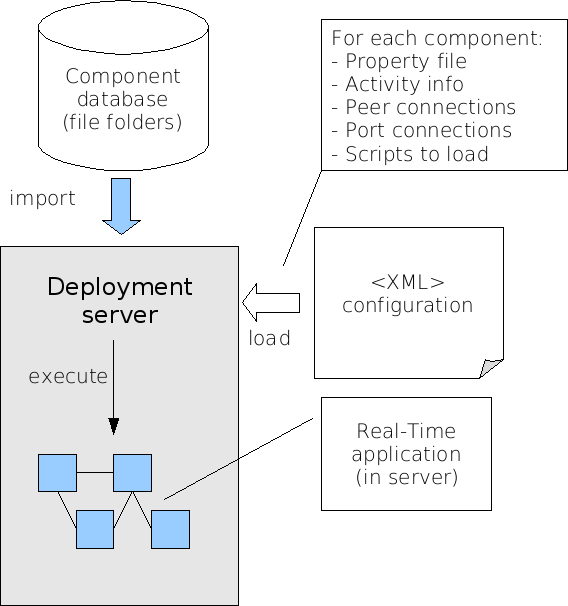 Component
database
(file folders)
For each component:
- Property file
- Activity info
- Peer connections
- Port connections
- Scripts to load
import
Deployment
server
<XML>
configuration
load
execute
Real-Time
application
(in server)